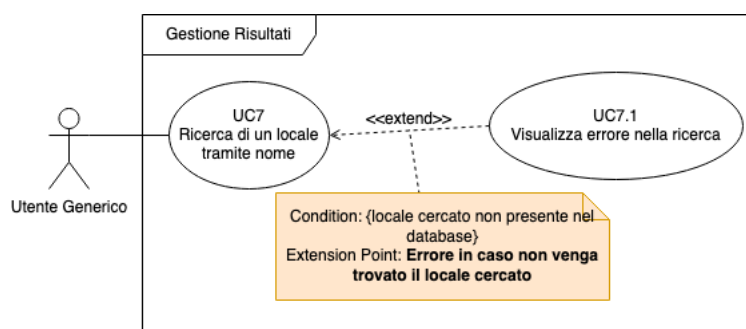 Gestione Risultati
UC7
Ricerca di un locale
tramite nome
<<extend>>
UC7.1
Visualizza errore nella ricerca
Utente Generico
Condition: {locale cercato non presente nel
database}
Extension Point: Errore in caso non venga
trovato il locale cercato